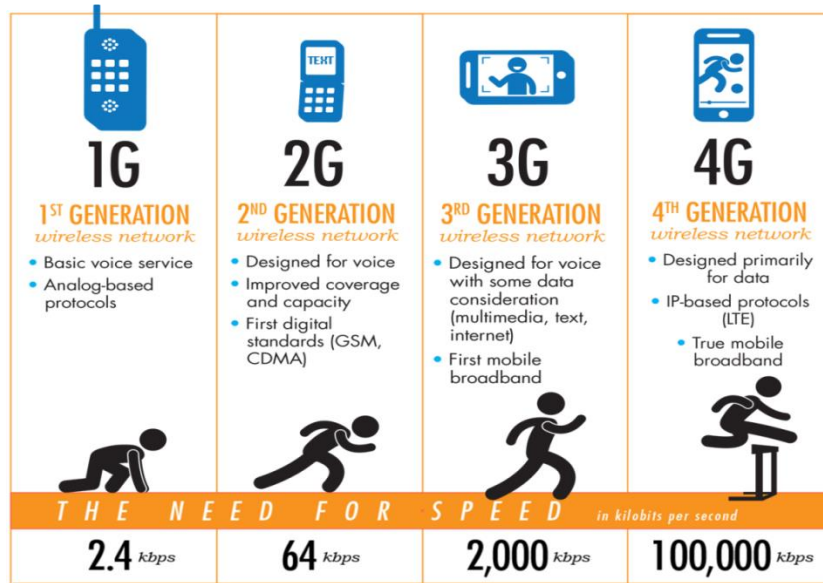 1G
1ST GENERATION
wireless network
• Basic voice service
• Analog-based
protocols
TEXT
2G
2ND GENERATION
wireless network
• Designed for voice
• Improved coverage
and capacity
• First digital
standards (GSM,
CDMA)
3G
3RD GENERATION
wireless network
• Designed for voice
with some data
consideration
(multimedia, text,
internet)
• First mobile
broadband
4G
4TH GENERATION
wireless network
• Designed primarily
for data
• IP-based protocols
(LTE)
• True mobile
broadband
THE NEED FOR SPEED in kilobits per second
2.4 kbps
64 kbps
2,000 kbps
100,000 kbps